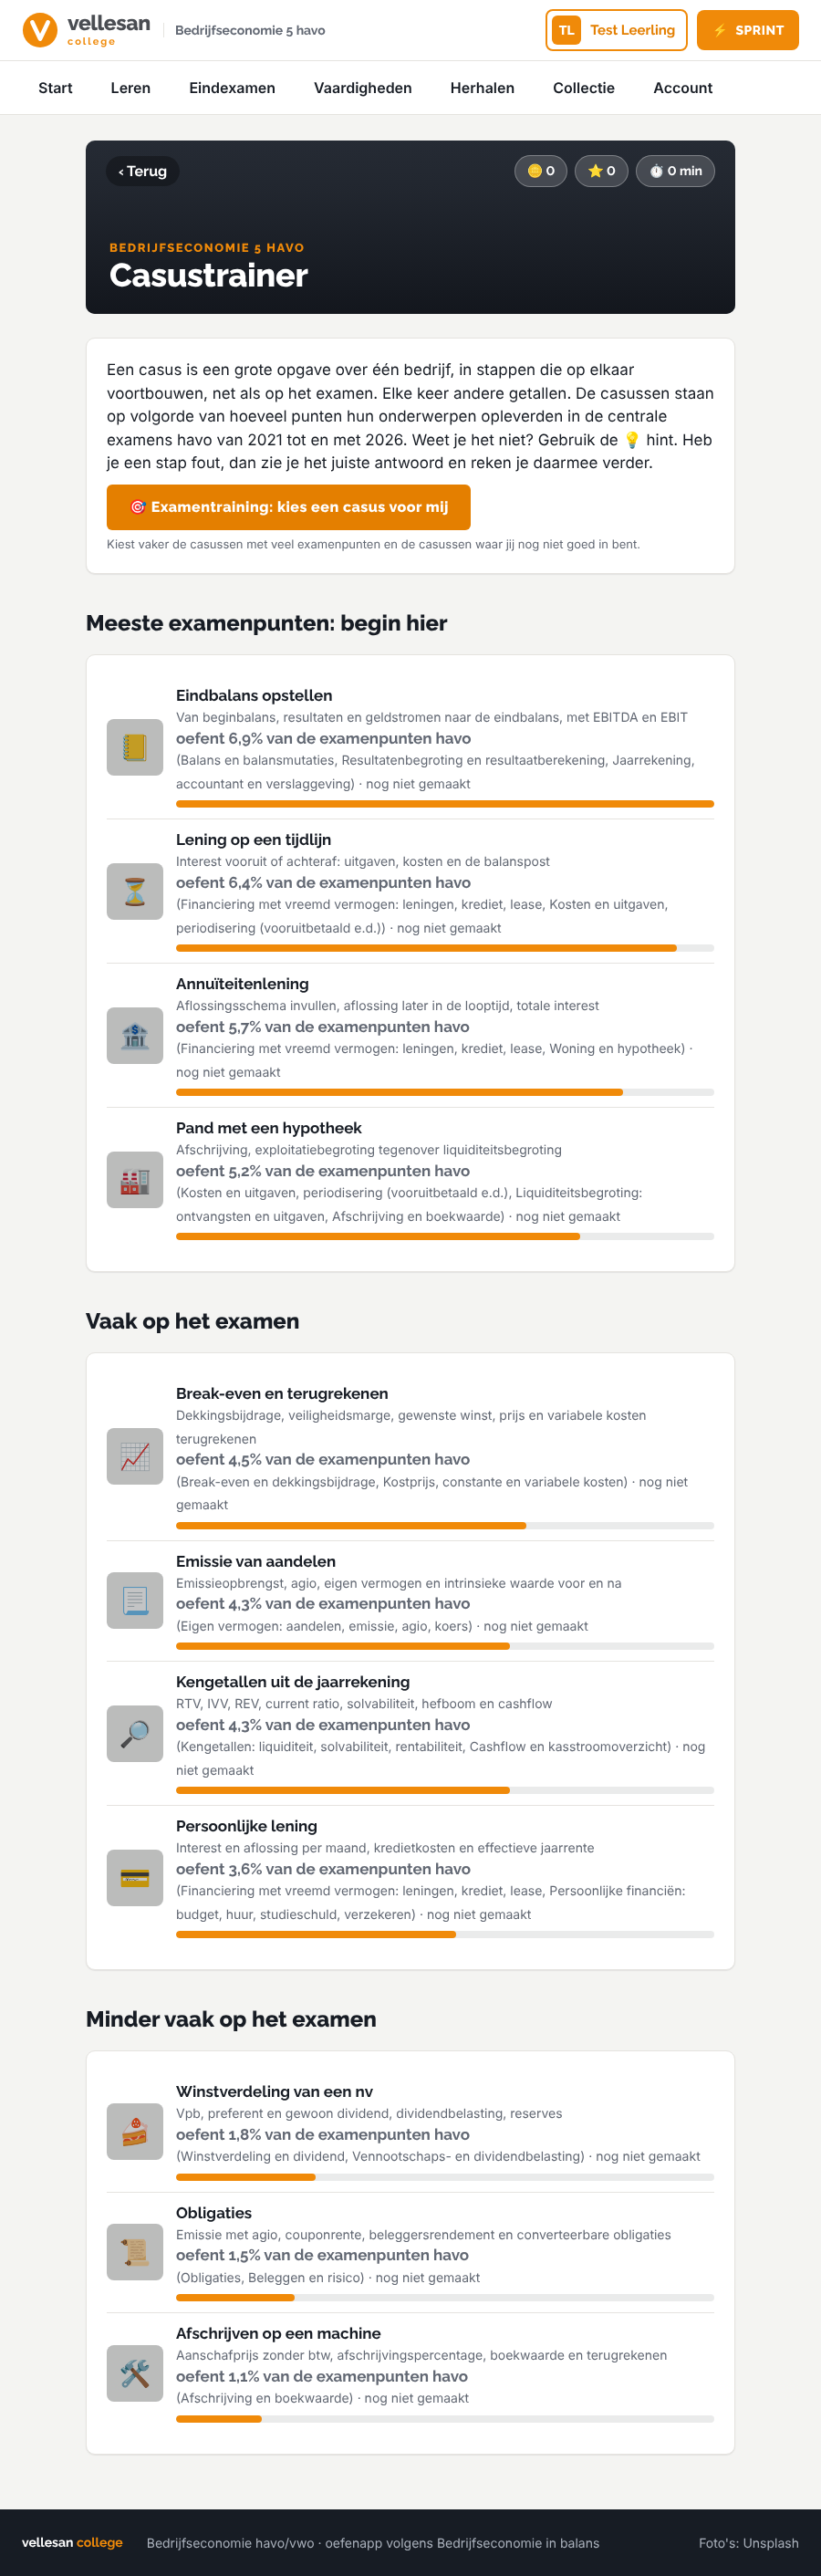 vellesan
college
Bedrijfseconomie 5 havo
TL Test Leerling
⚡ SPRINT
Start Leren Eindexamen Vaardigheden Herhalen Collectie Account
‹ Terug
0
0
0 min
BEDRIJFSECONOMIE 5 HAVO
Casustrainer
Een casus is een grote opgave over één bedrijf, in stappen die op elkaar
voortbouwen, net als op het examen. Elke keer andere getallen. De casussen staan
op volgorde van hoeveel punten hun onderwerpen opleverden in de centrale
examens havo van 2021 tot en met 2026. Weet je het niet? Gebruik de 💡 hint. Heb
je een stap fout, dan zie je het juiste antwoord en reken je daarmee verder.
🎯 Examentraining: kies een casus voor mij
Kiest vaker de casussen met veel examenpunten en de casussen waar jij nog niet goed in bent.
Meeste examenpunten: begin hier
Eindbalans opstellen
Van beginbalans, resultaten en geldstromen naar de eindbalans, met EBITDA en EBIT
oefent 6,9% van de examenpunten havo
(Balans en balansmutaties, Resultatenbegroting en resultaatberekening, Jaarrekening,
accountant en verslaggeving) · nog niet gemaakt
Lening op een tijdlijn
Interest vooruit of achteraf: uitgaven, kosten en de balanspost
oefent 6,4% van de examenpunten havo
(Financiering met vreemd vermogen: leningen, krediet, lease, Kosten en uitgaven,
periodisering (vooruitbetaald e.d.)) · nog niet gemaakt
Annuïteitenlening
Aflossingsschema invullen, aflossing later in de looptijd, totale interest
oefent 5,7% van de examenpunten havo
(Financiering met vreemd vermogen: leningen, krediet, lease, Woning en hypotheek) ·
nog niet gemaakt
Pand met een hypotheek
Afschrijving, exploitatiebegroting tegenover liquiditeitsbegroting
oefent 5,2% van de examenpunten havo
(Kosten en uitgaven, periodisering (vooruitbetaald e.d.), Liquiditeitsbegroting:
ontvangsten en uitgaven, Afschrijving en boekwaarde) · nog niet gemaakt
Vaak op het examen
Break-even en terugrekenen
Dekkingsbijdrage, veiligheidsmarge, gewenste winst, prijs en variabele kosten
terugrekenen
oefent 4,5% van de examenpunten havo
(Break-even en dekkingsbijdrage, Kostprijs, constante en variabele kosten) · nog niet
gemaakt
Emissie van aandelen
Emissieopbrengst, agio, eigen vermogen en intrinsieke waarde voor en na
oefent 4,3% van de examenpunten havo
(Eigen vermogen: aandelen, emissie, agio, koers) · nog niet gemaakt
Kengetallen uit de jaarrekening
RTV, IVV, REV, current ratio, solvabiliteit, hefboom en cashflow
oefent 4,3% van de examenpunten havo
(Kengetallen: liquiditeit, solvabiliteit, rentabiliteit, Cashflow en kasstroomoverzicht) · nog
niet gemaakt
Persoonlijke lening
Interest en aflossing per maand, kredietkosten en effectieve jaarrente
oefent 3,6% van de examenpunten havo
(Financiering met vreemd vermogen: leningen, krediet, lease, Persoonlijke financiën:
budget, huur, studieschuld, verzekeren) · nog niet gemaakt
Minder vaak op het examen
Winstverdeling van een nv
Vpb, preferent en gewoon dividend, dividendbelasting, reserves
oefent 1,8% van de examenpunten havo
(Winstverdeling en dividend, Vennootschaps- en dividendbelasting) · nog niet gemaakt
Obligaties
Emissie met agio, couponrente, beleggersrendement en converteerbare obligaties
oefent 1,5% van de examenpunten havo
(Obligaties, Beleggen en risico) · nog niet gemaakt
Afschrijven op een machine
Aanschafprijs zonder btw, afschrijvingspercentage, boekwaarde en terugrekenen
oefent 1,1% van de examenpunten havo
(Afschrijving en boekwaarde) · nog niet gemaakt
vellesan college
Bedrijfseconomie havo/vwo · oefenapp volgens Bedrijfseconomie in balans
Foto's: Unsplash